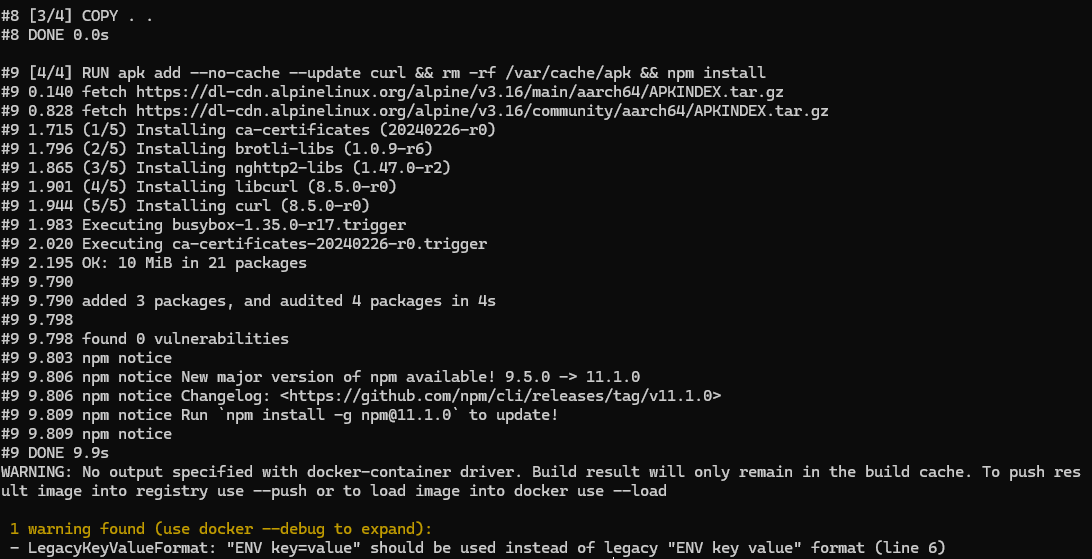 #8 [3/4] COPY . .
#8 DONE 0.0s
#9 [4/4] RUN apk add --no-cache --update curl && rm -rf /var/cache/apk && npm install
#9 0.140 fetch https://dl-cdn.alpinelinux.org/alpine/v3.16/main/aarch64/APKINDEX.tar.gz
#9 0.828 fetch https://dl-cdn.alpinelinux.org/alpine/v3.16/community/aarch64/APKINDEX.tar.gz
#9 1.715 (1/5) Installing ca-certificates (20240226-r0)
#9 1.796 (2/5) Installing brotli-libs (1.0.9-r6)
#9 1.865 (3/5) Installing nghttp2-libs (1.47.0-r2)
#9 1.901 (4/5) Installing libcurl (8.5.0-r0)
#9 1.944 (5/5) Installing curl (8.5.0-r0)
#9 1.983 Executing busybox-1.35.0-r17.trigger
#9 2.020 Executing ca-certificates-20240226-r0.trigger
#9 2.195 OK: 10 MiB in 21 packages
#9 9.790
#9 9.790 added 3 packages, and audited 4 packages in 4s
#9 9.798
#9 9.798 found 0 vulnerabilities
#9 9.803 npm notice
#9 9.806 npm notice New major version of npm available! 9.5.0 -> 11.1.0
#9 9.806 npm notice Changelog: <https://github.com/npm/cli/releases/tag/v11.1.0>
#9 9.809 npm notice Run `npm install -g npm@11.1.0` to update!
#9 9.809 npm notice
#9 DONE 9.9s
WARNING: No output specified with docker-container driver. Build result will only remain in the build cache. To push res
ult image into registry use --push or to load image into docker use --load
1 warning found (use docker --debug to expand):
- LegacyKeyValueFormat: "ENV key=value" should be used instead of legacy "ENV key value" format (line 6)